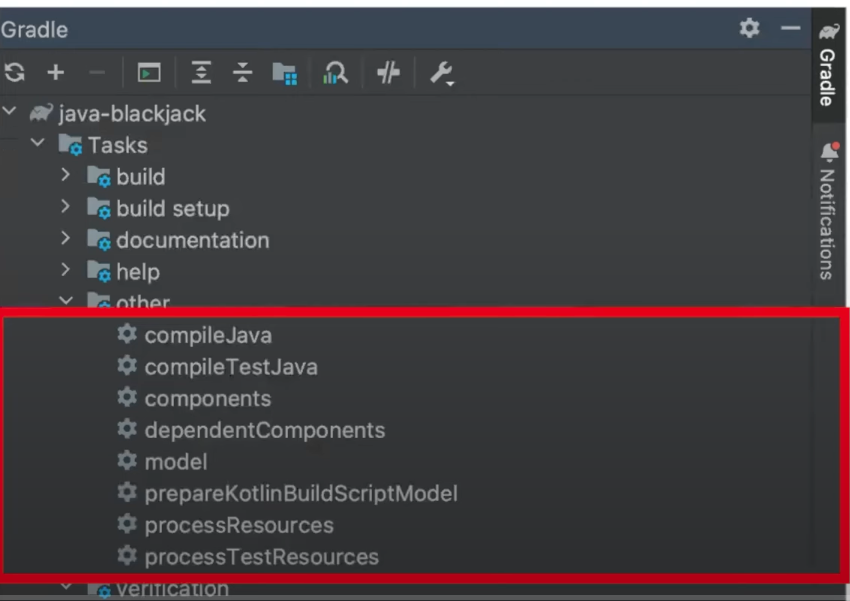 Gradle
java-blackjack
Tasks
build
build setup
documentation
help
other
compileJava
compileTestJava
components
dependentComponents
model
prepareKotlinBuildScriptModel
processResources
processTestResources
verification
Gradle
Notifications